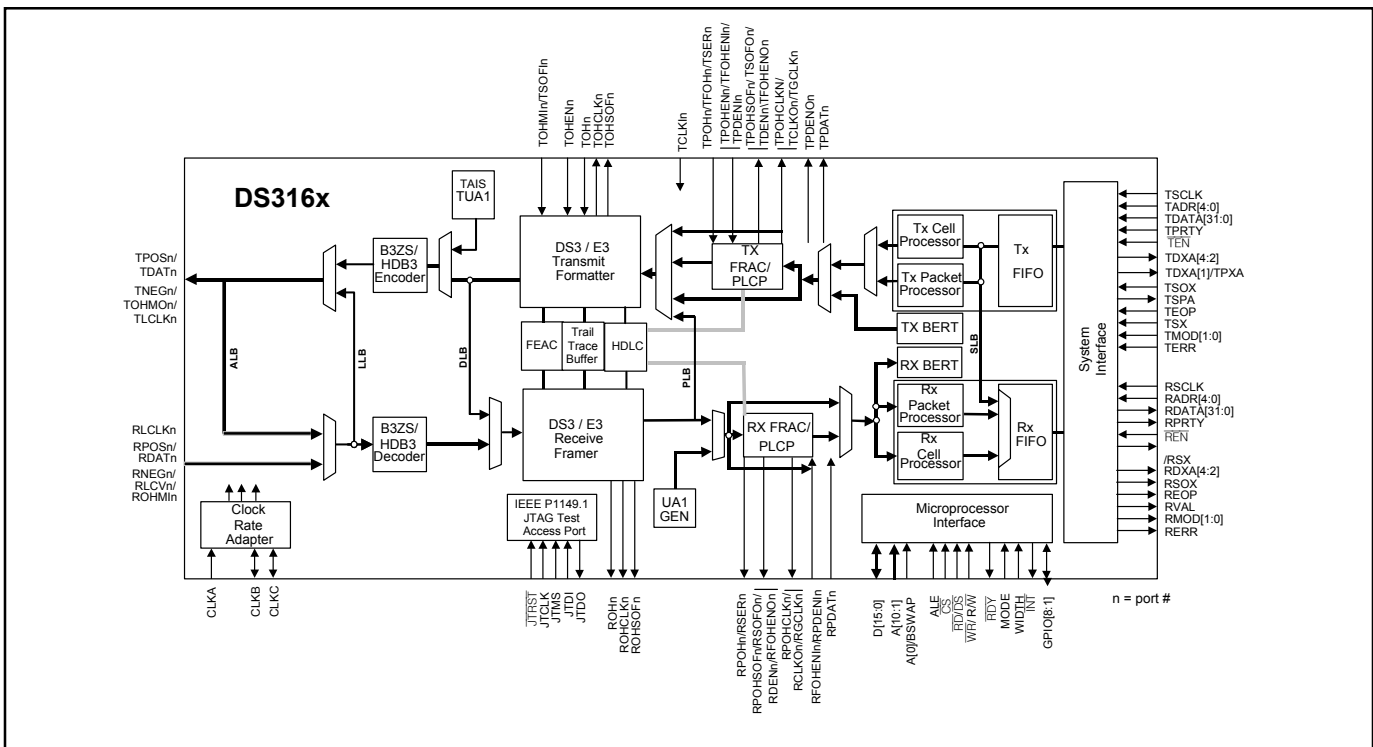 TOHMIn/TSOFIn
TOHENn
TOHn
TOHCLKn
TOHSOFn
TCLKIn
TPOHn/TFOHn/TSERn
TPOHENn/TFOHENIn/
TPDENIn
TPOHSOFn/TSOFOn/
TDENn\TFOHENOn
TPOHCLKN/
TCLKOn/TGCLKn
TPDENOn
TPDATn
DS316x
TAIS
TUA1
TPOSn/
TDATn
TNEGn/
TOHMOn/
TLCLKn
B3ZS/
HDB3
Encoder
DS3 / E3
Transmit
Formatter
TX
FRAC/
PLCP
Tx Cell
Processor
Tx Packet
Processor
Tx
FIFO
System
Interface
TSCLK
TADR[4:0]
TDATA[31:0]
TPRTY
TEN
TDXA[4:2]
TDXA[1]/TPXA
TSOX
TSPA
TEOP
TSX
TMOD[1:0]
TERR
ALB
LLB
DLB
FEAC
Trail
Trace
Buffer
HDLC
PLB
TX BERT
RX BERT
SLB
RLCLKn
RPOSn/
RDATn
RNEGn/
RLCVn/
ROHMIn
B3ZS/
HDB3
Decoder
DS3 / E3
Receive
Framer
RX FRAC/
PLCP
UA1
GEN
Rx
Packet
Processor
Rx
Cell
Processor
Rx
FIFO
RSCLK
RADR[4:0]
RDATA[31:0]
RPRTY
REN
/RSX
RDXA[4:2]
RSOX
REOP
RVAL
RMOD[1:0]
RERR
Clock
Rate
Adapter
IEEE P1149.1
JTAG Test
Access Port
Microprocessor
Interface
CLKA
CLKB
CLKC
JTRST
JTCLK
JTMS
JTDI
JTDO
ROHn
ROHCLKn
ROHSOFn
RPOHn/RSERn
RPOHSOFn/RSOFOn/
RDENn/RFOHENOn
RPOHCLKn/
RCLKOn/RGCLKn
RFOHENIn/RPDENIn
RPDATn
D[15:0]
A[10:1]
A[0]/BSWAP
ALE
CS
RD/DS
WR/ R/W
RDY
MODE
WIDTH
INT
GPIO[8:1]
n = port #